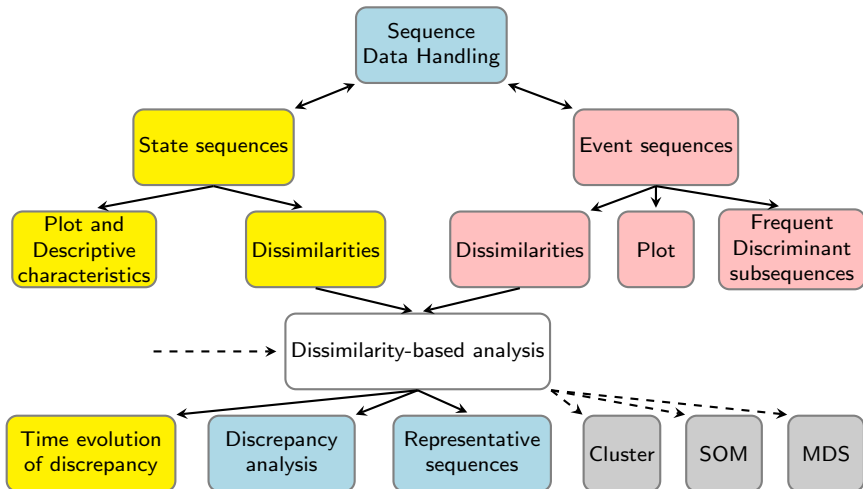 Sequence
Data Handling
State sequences
Event sequences
Plot and
Descriptive
characteristics
Dissimilarities
Dissimilarities
Plot
Frequent
Discriminant
subsequences
Dissimilarity-based analysis
Time evolution
of discrepancy
Discrepancy
analysis
Representative
sequences
Cluster
SOM
MDS